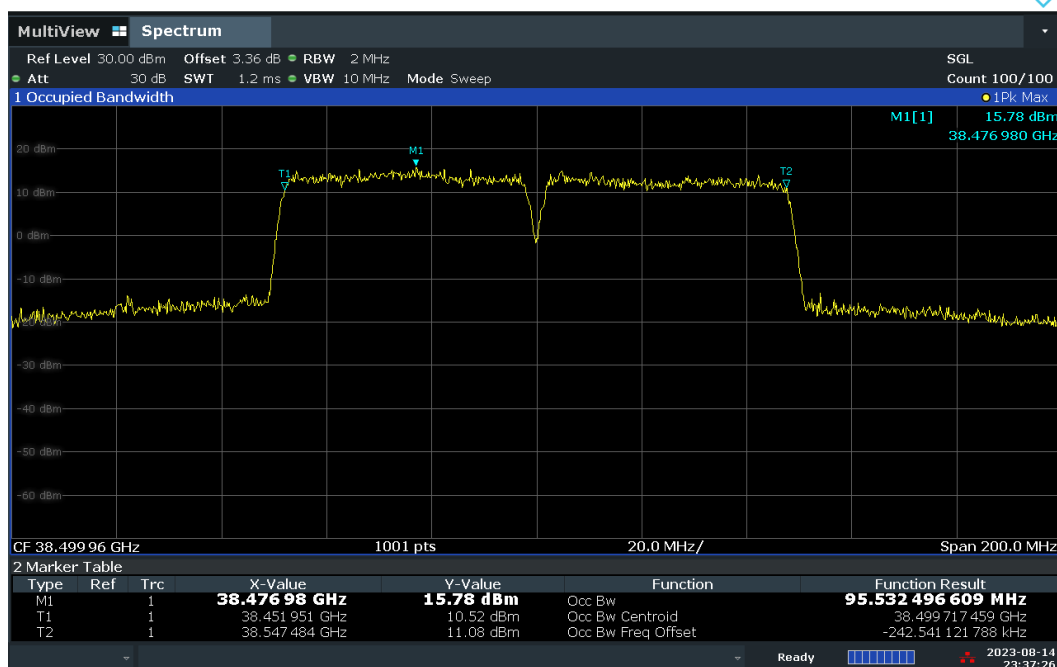 MultiView Spectrum
Ref Level 30.00 dBm Offset 3.36 dB RBW 2 MHz SGL
Att 30 dB SWT 1.2 ms VBW 10 MHz Mode Sweep Count 100/100
1 Occupied Bandwidth 1Pk Max
M1[1] 15.78 dBm
38.476 980 GHz
20 dBm
M1
T1
T2
10 dBm
0 dBm
-10 dBm
-30 dBm
-40 dBm
-50 dBm
-60 dBm
CF 38.499 96 GHz 1001 pts 20.0 MHz/ Span 200.0 MHz
2 Marker Table
Type Ref Trc X-Value Y-Value Function Function Result
M1 1 38.476 98 GHz 15.78 dBm Occ Bw 95.532 496 609 MHz
T1 1 38.451 951 GHz 10.52 dBm Occ Bw Centroid 38.499 717 459 GHz
T2 1 38.547 484 GHz 11.08 dBm Occ Bw Freq Offset -242.541 121 788 kHz
Ready 2023-08-14
23:37:26